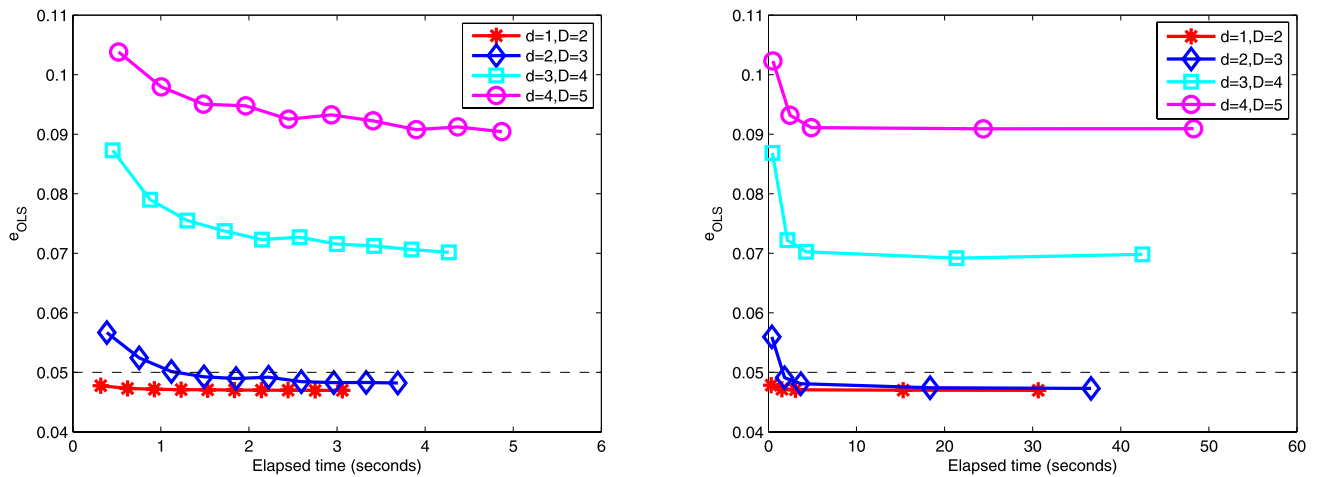 0.11
0.1
0.09
0.08
0.07
0.06
0.05
0.04
e_OLS
0 1 2 3 4 5 6
Elapsed time (seconds)
d=1,D=2
d=2,D=3
d=3,D=4
d=4,D=5
0.11
0.1
0.09
0.08
0.07
0.06
0.05
0.04
e_OLS
0 10 20 30 40 50 60
Elapsed time (seconds)
d=1,D=2
d=2,D=3
d=3,D=4
d=4,D=5